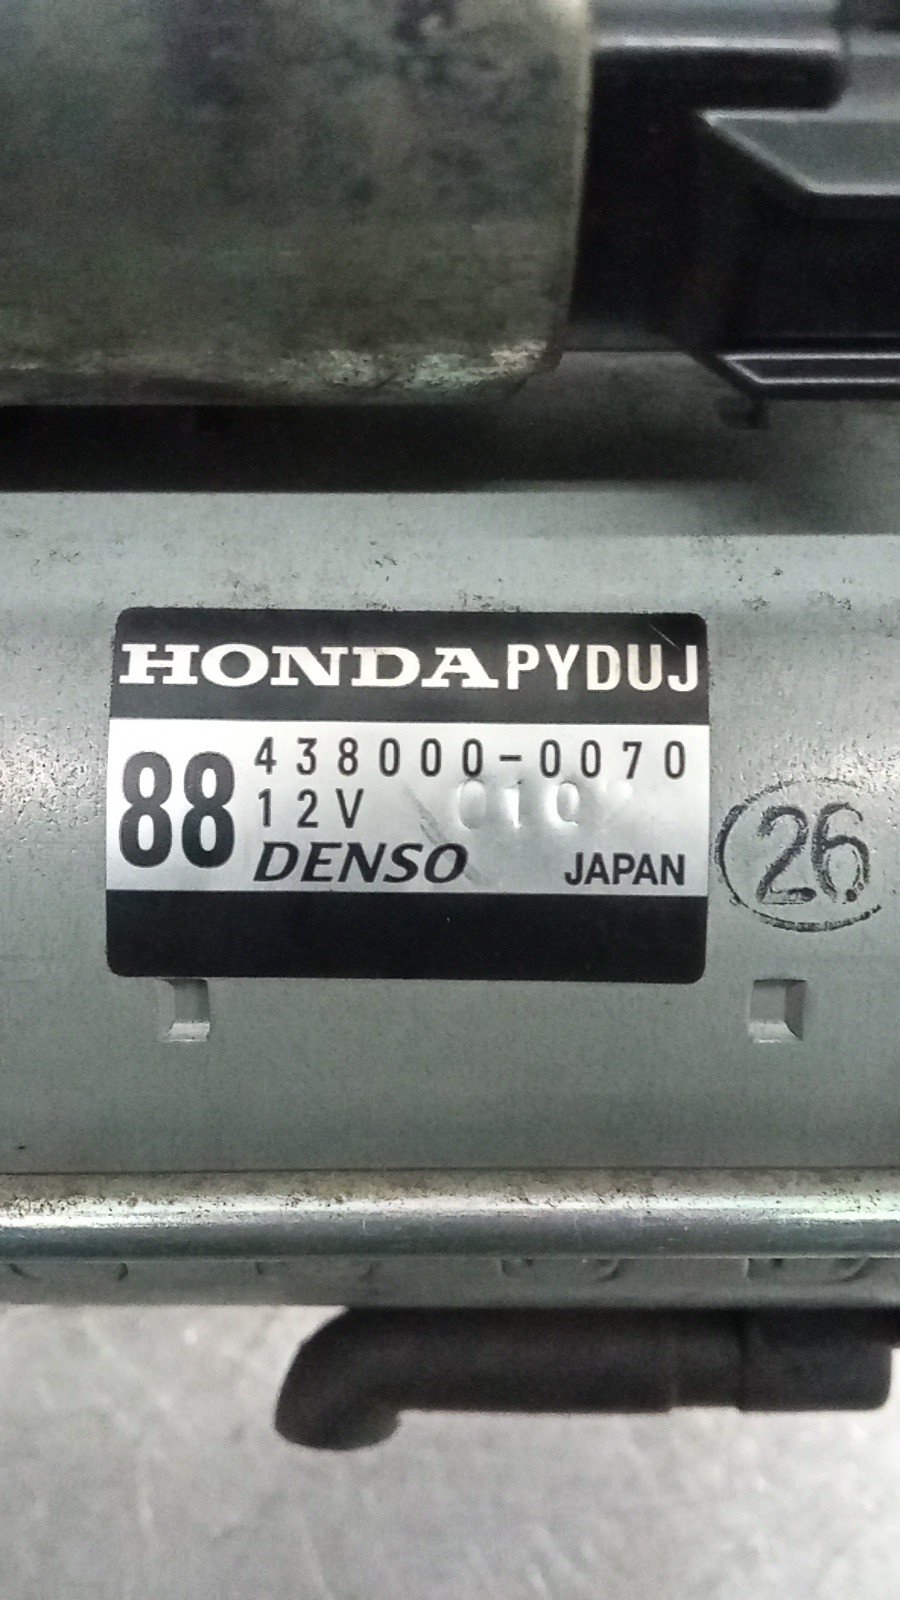 HONDA PYDUJ
88
438000-0070
12V
DENSO JAPAN
26